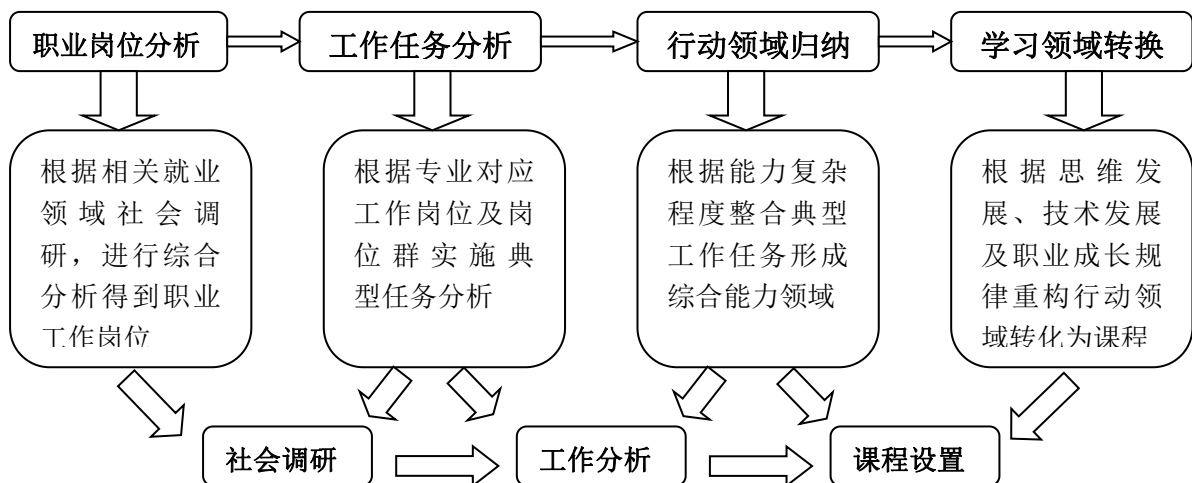 职业岗位分析
工作任务分析
行动领域归纳
学习领域转换
根据相关就业
领域社会调
研，进行综合
分析得到职业
工作岗位
根据专业对应
工作岗位及岗
位群实施典
型任务分析
根据能力复杂
程度整合典型
工作任务形成
综合能力领域
根据思维发
展、技术发展
及职业成长规
律重构行动领
域转化为课程
社会调研
工作分析
课程设置